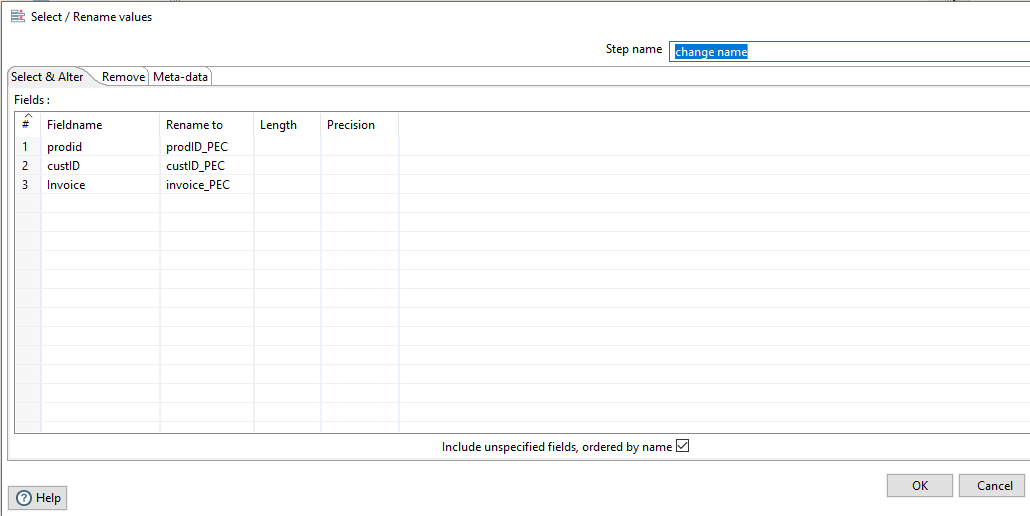 Select / Rename values
Step name change name
Select & Alter Remove Meta-data
Fields :
# Fieldname Rename to Length Precision
1 prodid prodID_PEC
2 custID custID_PEC
3 Invoice invoice_PEC
Include unspecified fields, ordered by name
OK Cancel
? Help